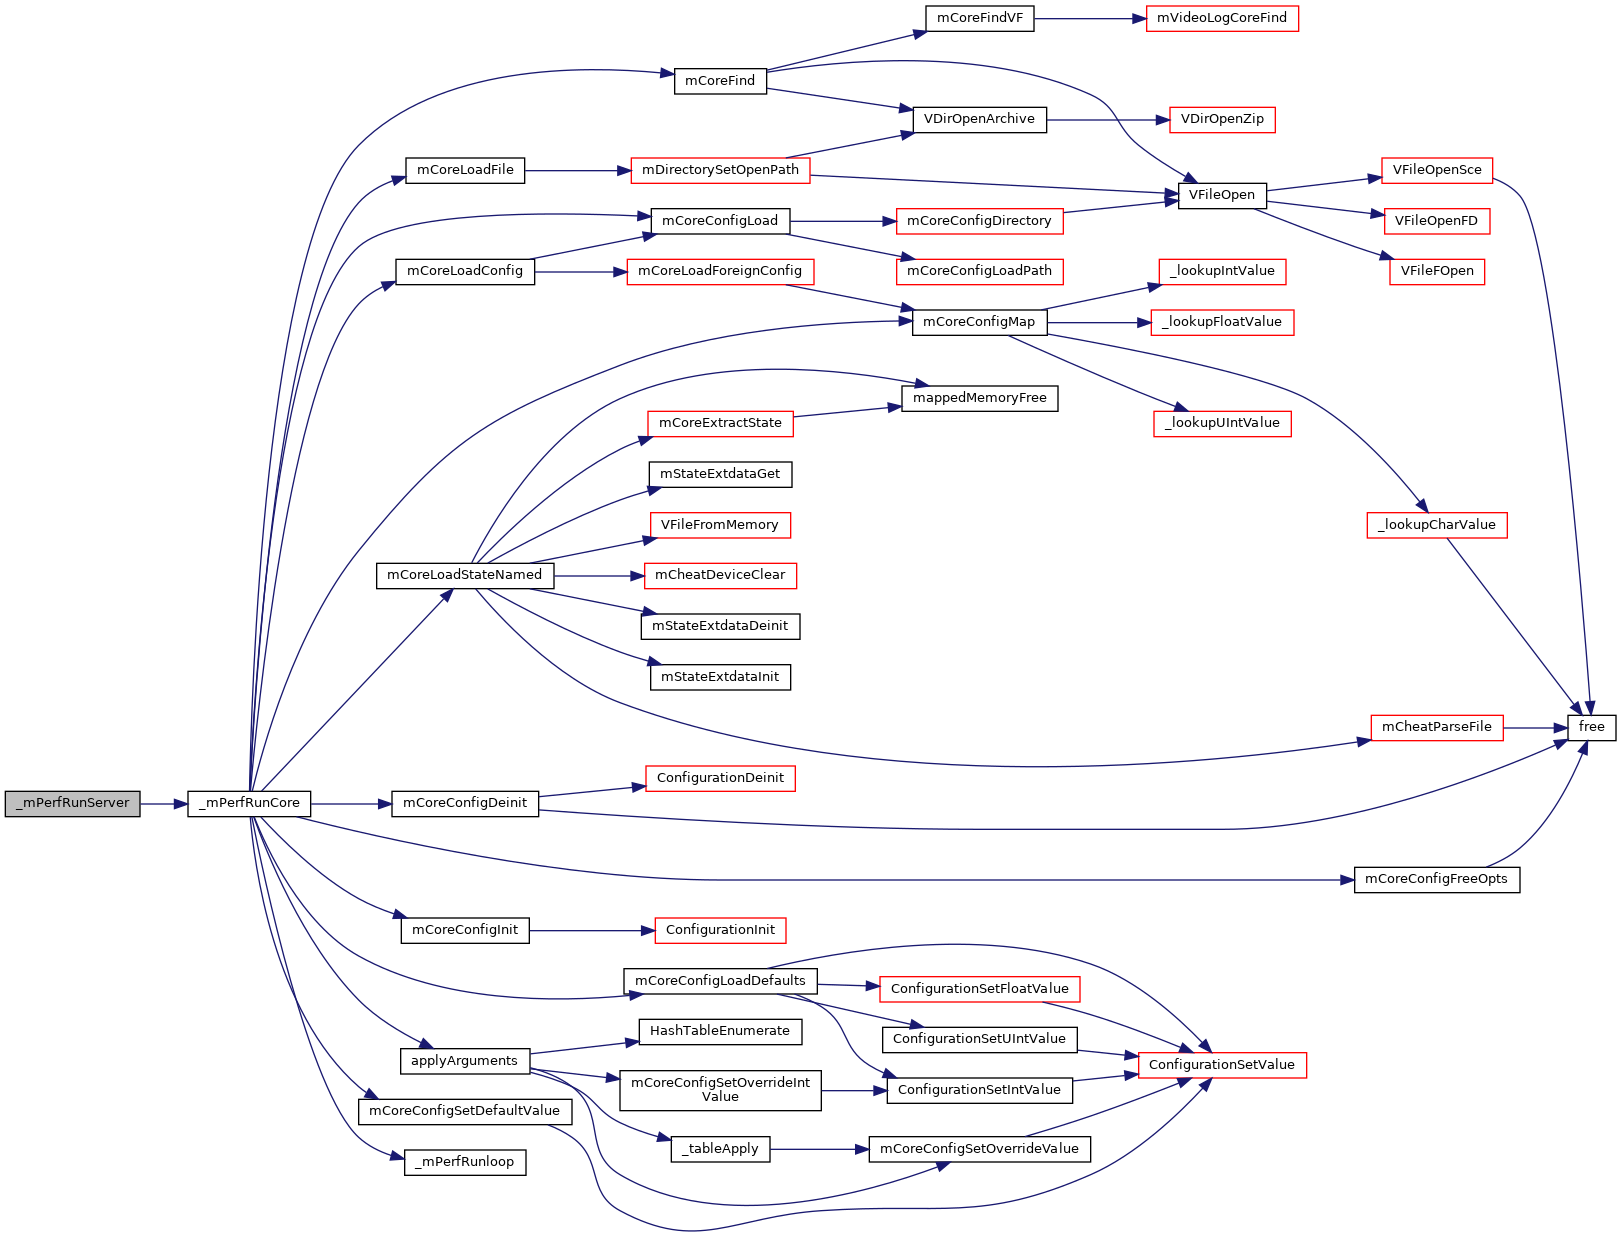 mCoreFindVF
mVideoLogCoreFind
mCoreFind
VDirOpenArchive
VDirOpenZip
mCoreLoadFile
mDirectorySetOpenPath
VFileOpenSce
VFileOpen
mCoreConfigLoad
mCoreConfigDirectory
VFileOpenFD
mCoreLoadConfig
mCoreLoadForeignConfig
mCoreConfigLoadPath
_lookupIntValue
VFileFOpen
mCoreConfigMap
_lookupFloatValue
mappedMemoryFree
mCoreExtractState
_lookupUIntValue
mStateExtdataGet
VFileFromMemory
_lookupCharValue
mCoreLoadStateNamed
mCheatDeviceClear
mStateExtdataDeinit
mStateExtdataInit
mCheatParseFile
free
ConfigurationDeinit
_mPerfRunServer
_mPerfRunCore
mCoreConfigDeinit
mCoreConfigFreeOpts
mCoreConfigInit
ConfigurationInit
mCoreConfigLoadDefaults
ConfigurationSetFloatValue
HashTableEnumerate
ConfigurationSetUIntValue
applyArguments
ConfigurationSetValue
mCoreConfigSetOverrideInt
Value
ConfigurationSetIntValue
mCoreConfigSetDefaultValue
_tableApply
mCoreConfigSetOverrideValue
_mPerfRunloop